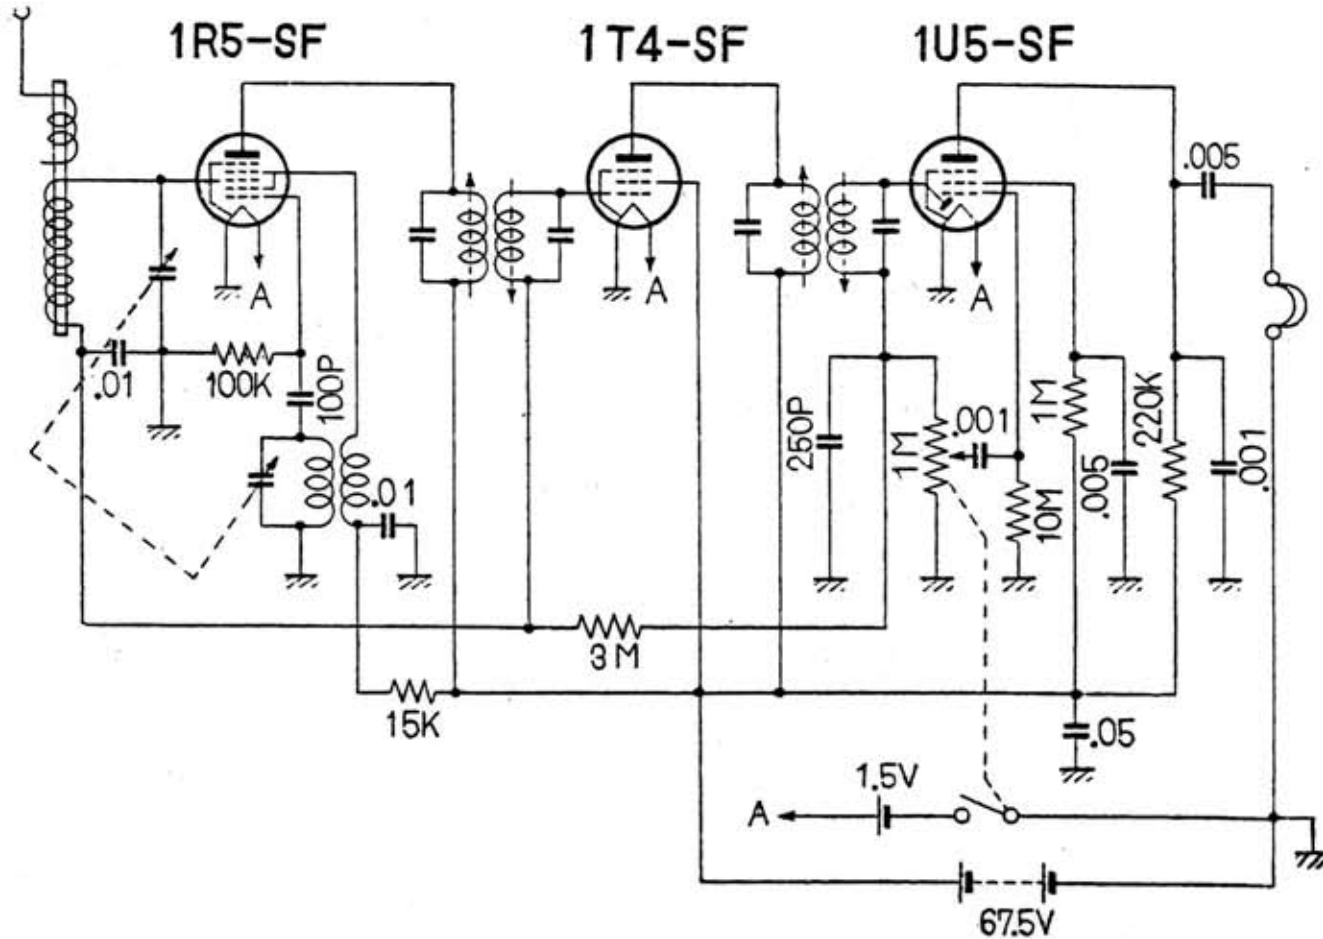 1R5-SF
1T4-SF
1U5-SF
.005
A
A
A
.01
100K
100P
250P
1M
.001
1M
220K
.005
.001
10M
.01
3M
15K
.05
1.5V
A
67.5V